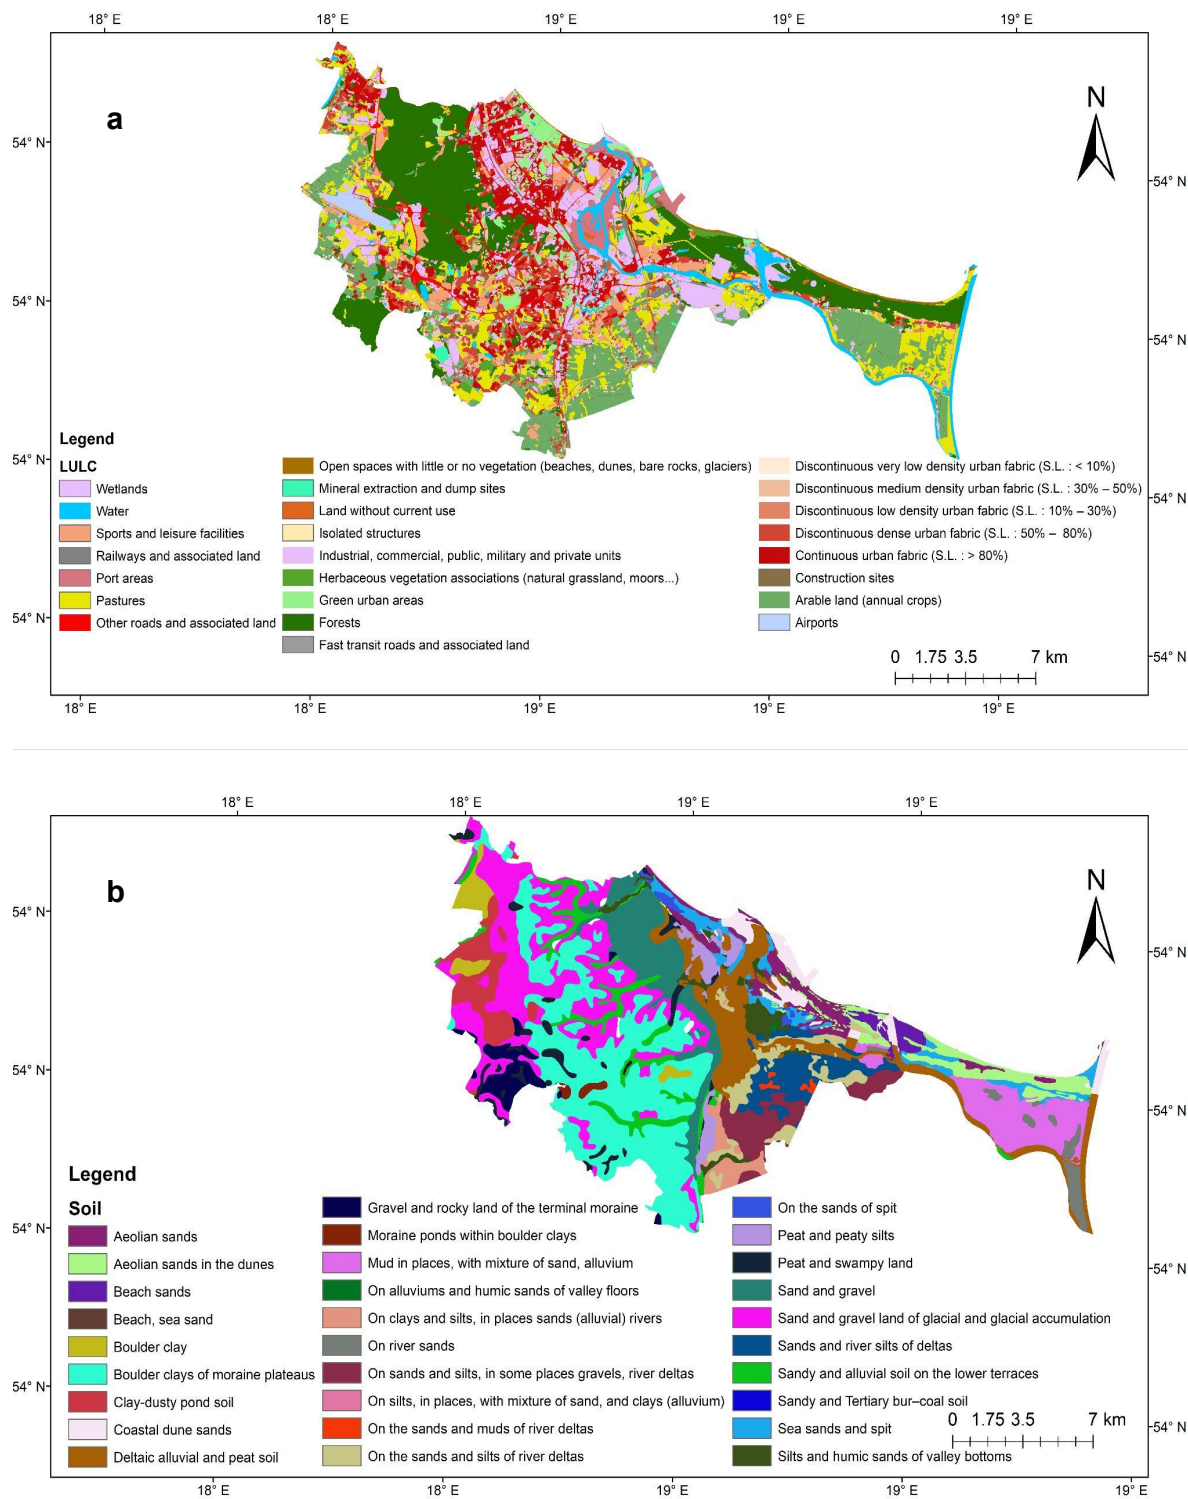 18° E 18° E 19° E 19° E 19° E
a
N
54° N
54° N
54° N
54° N
54° N
54° N
54° N
54° N
Legend
LULC
Wetlands
Water
Sports and leisure facilities
Railways and associated land
Port areas
Pastures
Other roads and associated land
Open spaces with little or no vegetation (beaches, dunes, bare rocks, glaciers)
Mineral extraction and dump sites
Land without current use
Isolated structures
Industrial, commercial, public, military and private units
Herbaceous vegetation associations (natural grassland, moors...)
Green urban areas
Forests
Fast transit roads and associated land
Discontinuous very low density urban fabric (S.L. : < 10%)
Discontinuous medium density urban fabric (S.L. : 30% – 50%)
Discontinuous low density urban fabric (S.L. : 10% – 30%)
Discontinuous dense urban fabric (S.L. : 50% – 80%)
Continuous urban fabric (S.L. : > 80%)
Construction sites
Arable land (annual crops)
Airports
0 1.75 3.5 7 km
18° E 18° E 19° E 19° E 19° E
18° E 18° E 19° E 19° E
b
N
54° N
54° N
54° N
54° N
54° N
54° N
54° N
54° N
Legend
Soil
Aeolian sands
Aeolian sands in the dunes
Beach sands
Beach, sea sand
Boulder clay
Boulder clays of moraine plateaus
Clay-dusty pond soil
Coastal dune sands
Deltaic alluvial and peat soil
Gravel and rocky land of the terminal moraine
Moraine ponds within boulder clays
Mud in places, with mixture of sand, alluvium
On alluviums and humic sands of valley floors
On clays and silts, in places sands (alluvial) rivers
On river sands
On sands and silts, in some places gravels, river deltas
On silts, in places, with mixture of sand, and clays (alluvium)
On the sands and muds of river deltas
On the sands and silts of river deltas
On the sands of spit
Peat and peaty silts
Peat and swampy land
Sand and gravel
Sand and gravel land of glacial and glacial accumulation
Sands and river silts of deltas
Sandy and alluvial soil on the lower terraces
Sandy and Tertiary bur–coal soil
Sea sands and spit
Silts and humic sands of valley bottoms
0 1.75 3.5 7 km
18° E 18° E 19° E 19° E 19° E